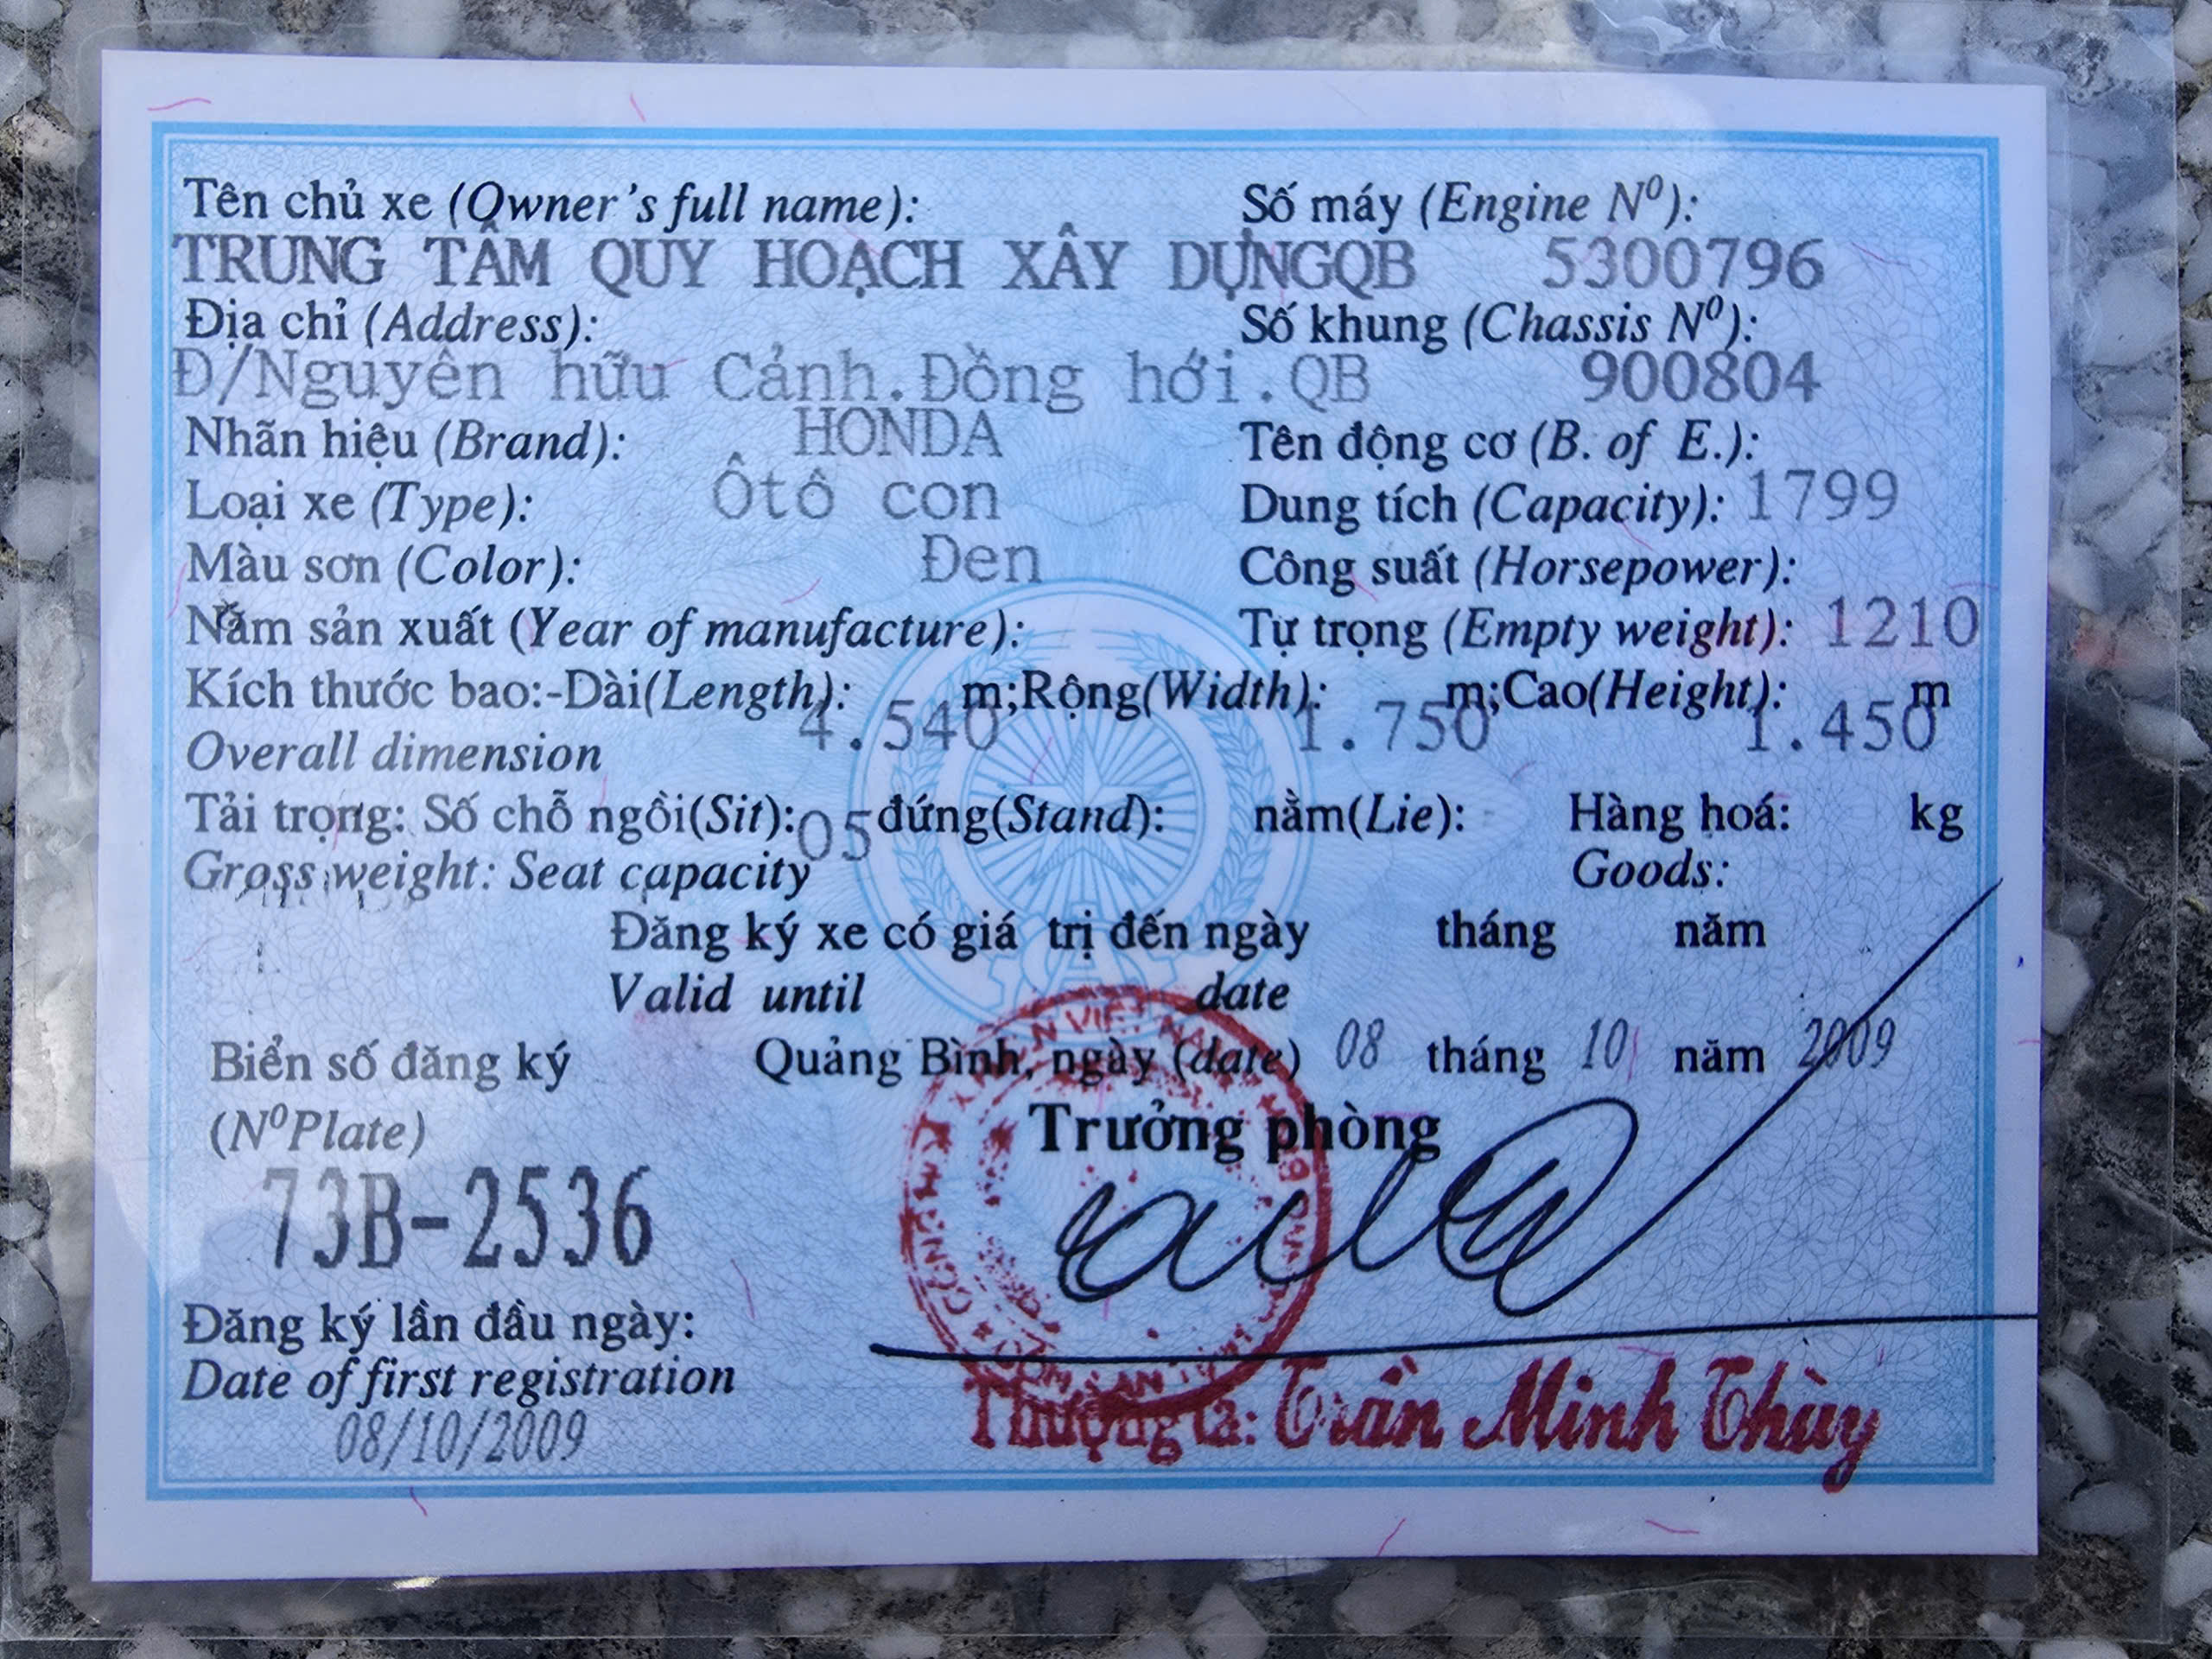 Tên chủ xe (Owner's full name): Số máy (Engine Nº):
TRUNG TÂM QUY HOẠCH XÂY DỰNGQB 5300796
Địa chỉ (Address): Số khung (Chassis Nº):
Đ/Nguyên hữu Cảnh.Đồng hới.QB 900804
Nhãn hiệu (Brand): HONDA Tên động cơ (B. of E.):
Loại xe (Type): Ôtô con Dung tích (Capacity): 1799
Màu sơn (Color): Đen Công suất (Horsepower):
Năm sản xuất (Year of manufacture): Tự trọng (Empty weight): 1210
Kích thước bao:-Dài(Length): 4.540 m;Rộng(Width): 1.750 m;Cao(Height): 1.450 m
Overall dimension
Tải trọng: Số chỗ ngồi(Sit): 05 đứng(Stand): nằm(Lie): Hàng hoá: kg
Gross weight: Seat capacity Goods:
Đăng ký xe có giá trị đến ngày tháng năm
Valid until date
Biển số đăng ký Quảng Bình, ngày (date) 08 tháng 10 năm 2009
(NºPlate) Trưởng phòng
73B-2536
Đăng ký lần đầu ngày:
Date of first registration
08/10/2009
Thượng tá: Trần Minh Thùy